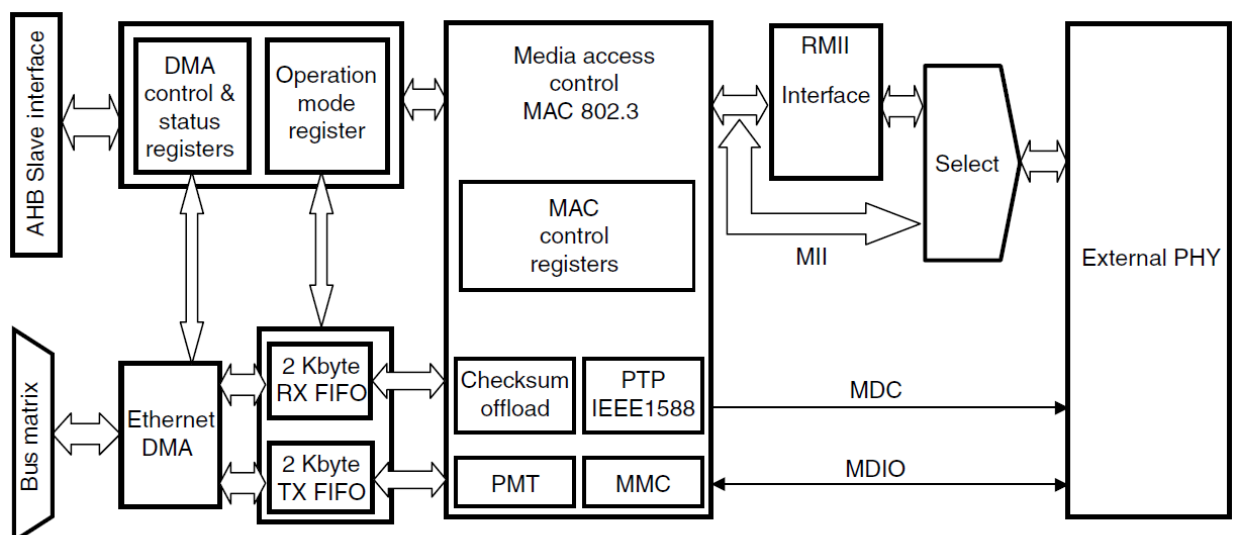 AHB Slave interface
DMA
control &
status
registers
Operation
mode
register
Media access
control
MAC 802.3
RMII
Interface
Select
External PHY
MAC
control
registers
MII
Bus matrix
Ethernet
DMA
2 Kbyte
RX FIFO
2 Kbyte
TX FIFO
Checksum
offload
PTP
IEEE1588
PMT
MMC
MDC
MDIO